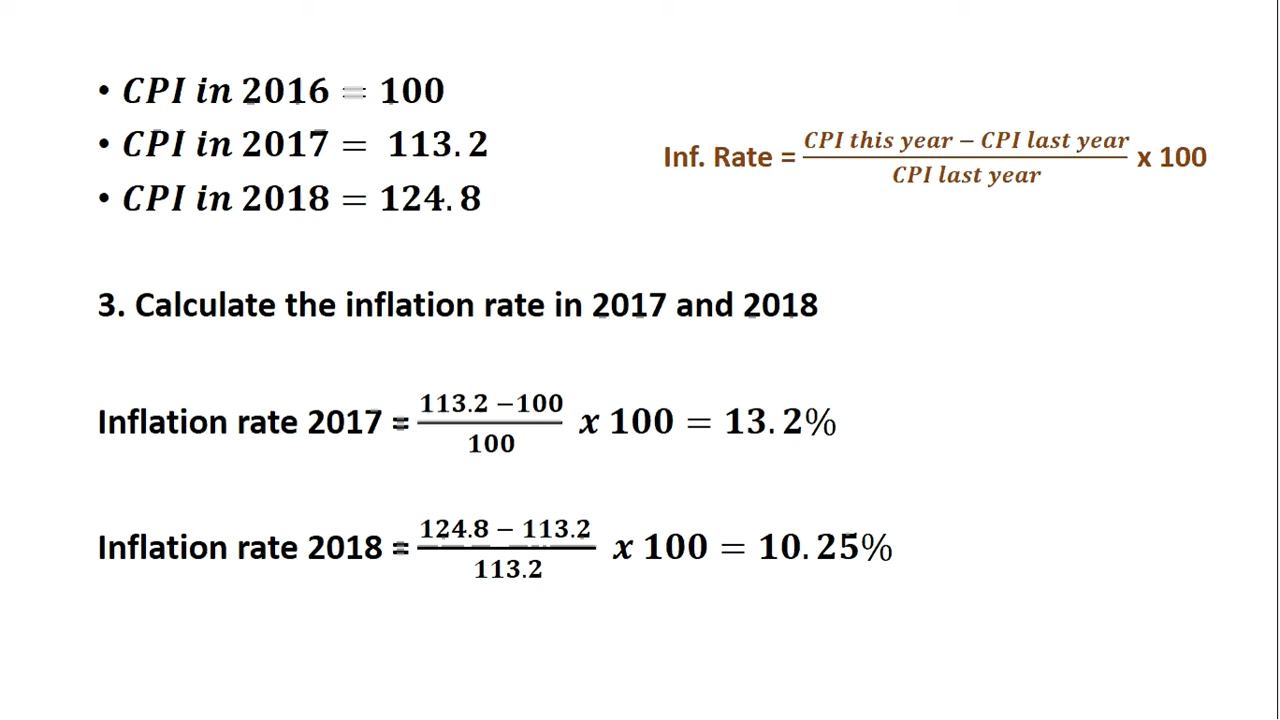 • CPI in 2016 = 100
• CPI in 2017 = 113.2
• CPI in 2018 = 124.8
Inf. Rate = (CPI this year − CPI last year) / (CPI last year) x 100
3. Calculate the inflation rate in 2017 and 2018
Inflation rate 2017 = (113.2 − 100) / 100 x 100 = 13.2%
Inflation rate 2018 = (124.8 − 113.2) / 113.2 x 100 = 10.25%